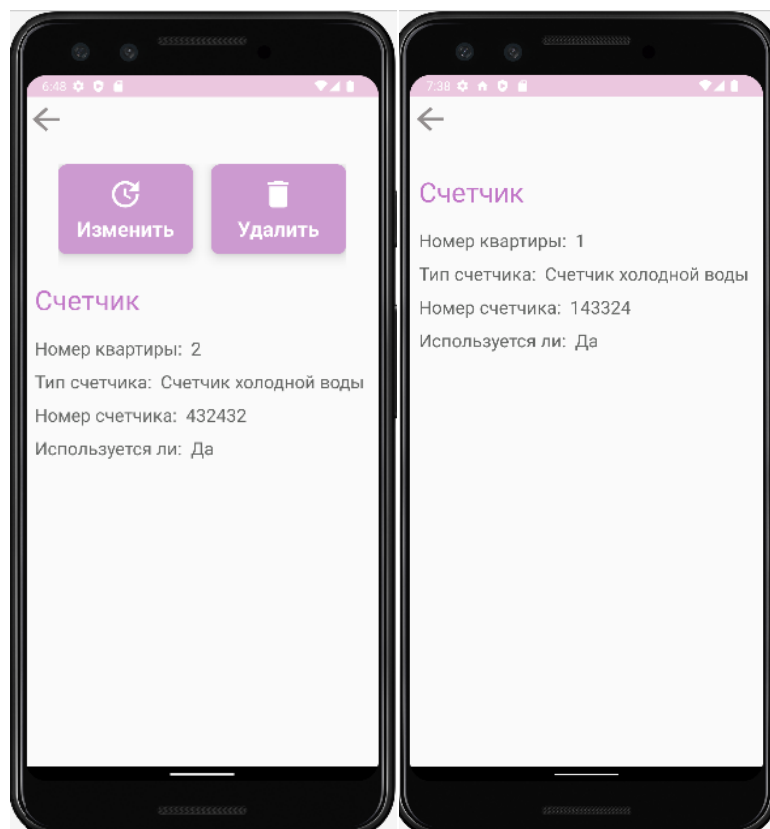 6:48
Изменить
Удалить
Счетчик
Номер квартиры: 2
Тип счетчика: Счетчик холодной воды
Номер счетчика: 432432
Используется ли: Да
7:38
Счетчик
Номер квартиры: 1
Тип счетчика: Счетчик холодной воды
Номер счетчика: 143324
Используется ли: Да